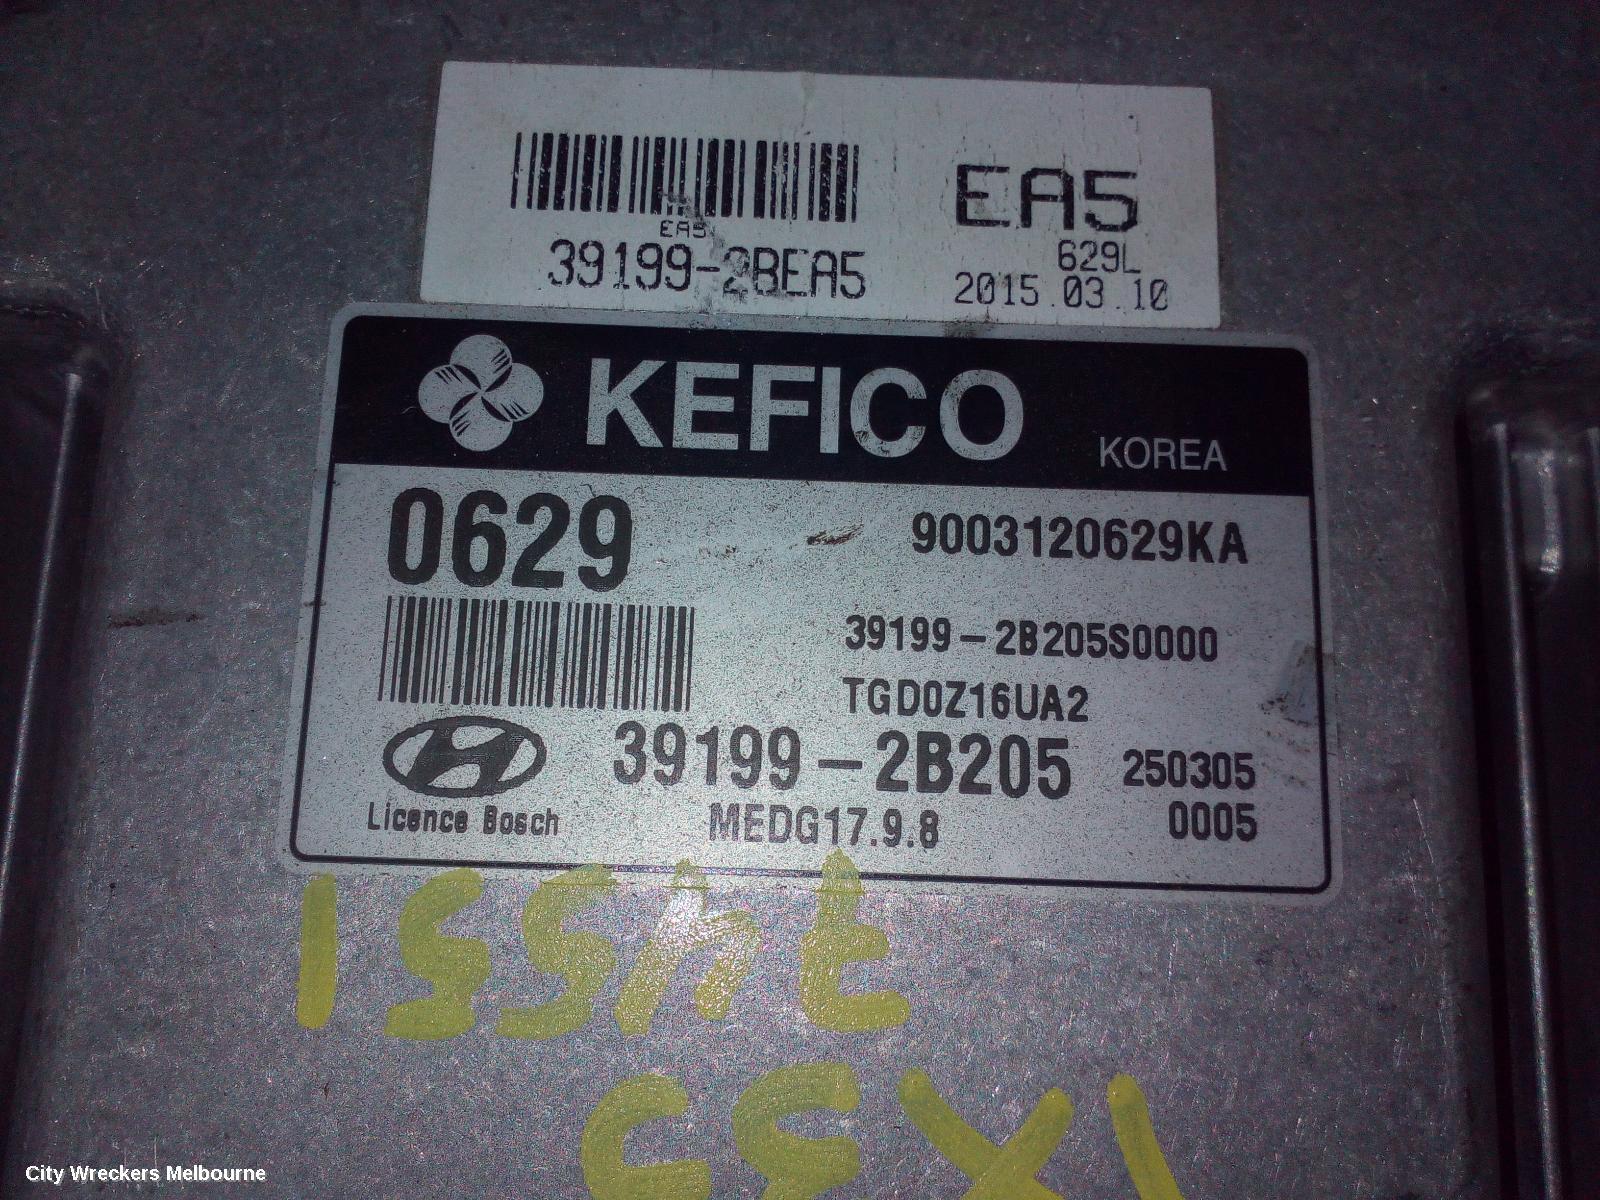 EA5
39199-2BEA5
EA5
629L
2015.03.10
KEFICO KOREA
0629
9003120629KA
39199-2B205S0000
TGD0Z16UA2
39199-2B205
250305
Licence Bosch
MEDG17.9.8
0005
City Wreckers Melbourne